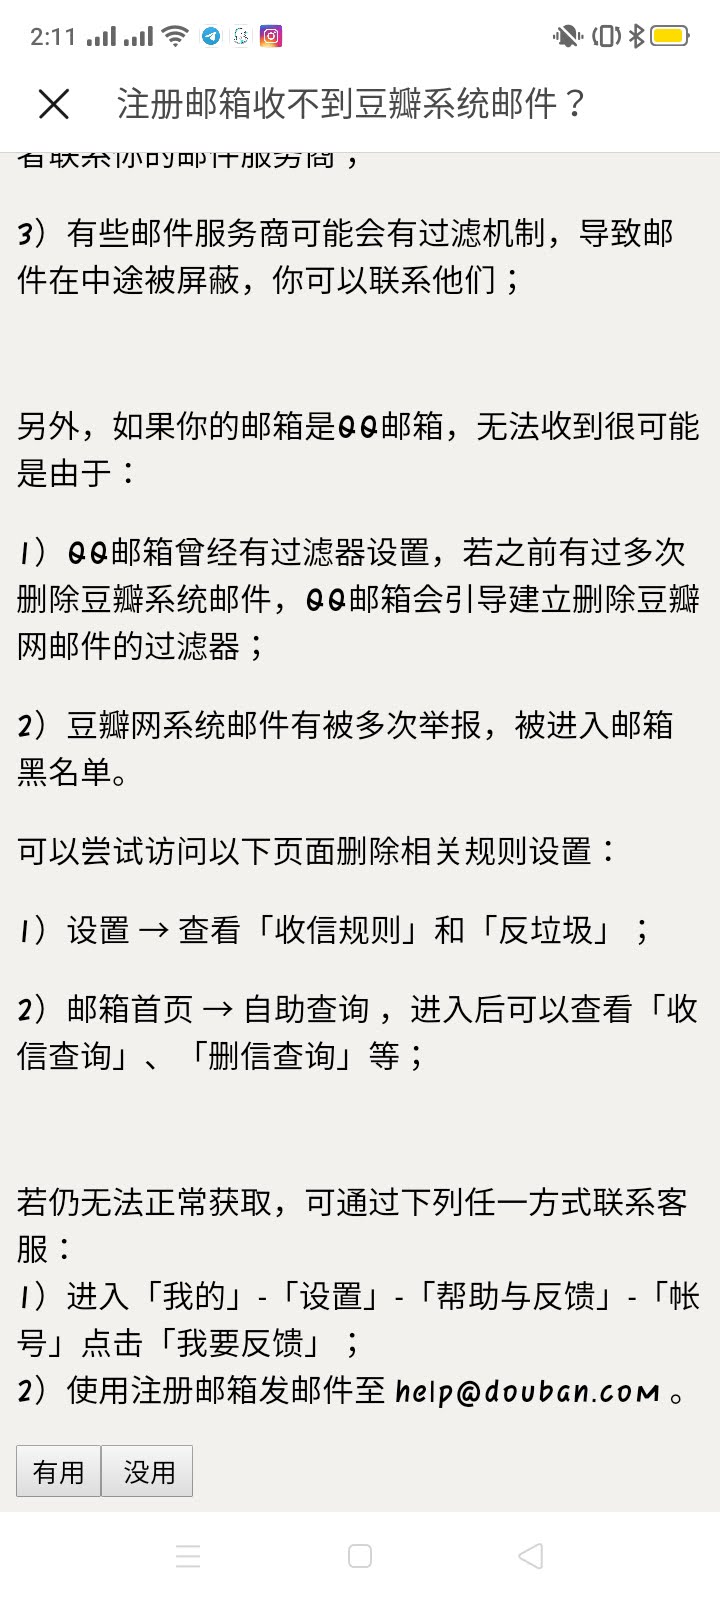 2:11
注册邮箱收不到豆瓣系统邮件？
者联系你的邮件服务商；
3）有些邮件服务商可能会有过滤机制，导致邮
件在中途被屏蔽，你可以联系他们；
另外，如果你的邮箱是QQ邮箱，无法收到很可能
是由于：
1）QQ邮箱曾经有过滤器设置，若之前有过多次
删除豆瓣系统邮件，QQ邮箱会引导建立删除豆瓣
网邮件的过滤器；
2）豆瓣网系统邮件有被多次举报，被进入邮箱
黑名单。
可以尝试访问以下页面删除相关规则设置：
1）设置 → 查看「收信规则」和「反垃圾」；
2）邮箱首页 → 自助查询 ，进入后可以查看「收
信查询」、「删信查询」等；
若仍无法正常获取，可通过下列任一方式联系客
服：
1）进入「我的」-「设置」-「帮助与反馈」-「帐
号」点击「我要反馈」；
2）使用注册邮箱发邮件至 help@douban.com 。
有用 没用